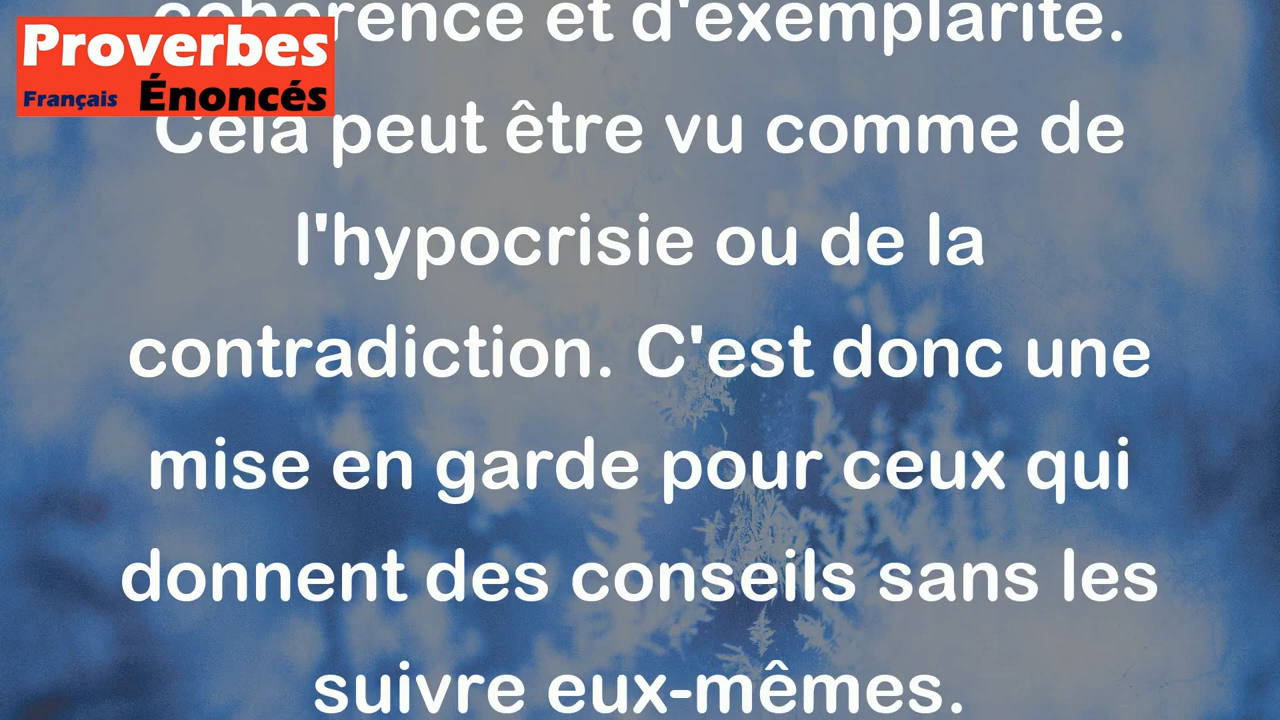 Proverbes
Français Énoncés
cohérence et d'exemplarité.
Cela peut être vu comme de
l'hypocrisie ou de la
contradiction. C'est donc une
mise en garde pour ceux qui
donnent des conseils sans les
suivre eux-mêmes.